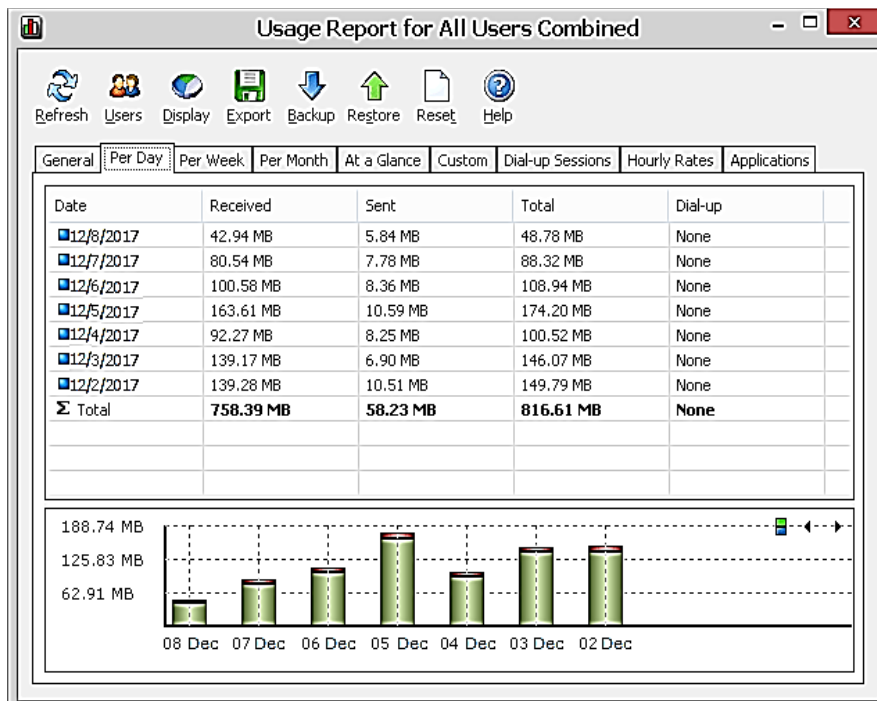 Usage Report for All Users Combined
Refresh Users Display Export Backup Restore Reset Help
General Per Day Per Week Per Month At a Glance Custom Dial-up Sessions Hourly Rates Applications
Date Received Sent Total Dial-up
12/8/2017 42.94 MB 5.84 MB 48.78 MB None
12/7/2017 80.54 MB 7.78 MB 88.32 MB None
12/6/2017 100.58 MB 8.36 MB 108.94 MB None
12/5/2017 163.61 MB 10.59 MB 174.20 MB None
12/4/2017 92.27 MB 8.25 MB 100.52 MB None
12/3/2017 139.17 MB 6.90 MB 146.07 MB None
12/2/2017 139.28 MB 10.51 MB 149.79 MB None
Σ Total 758.39 MB 58.23 MB 816.61 MB None
188.74 MB
125.83 MB
62.91 MB
08 Dec 07 Dec 06 Dec 05 Dec 04 Dec 03 Dec 02 Dec